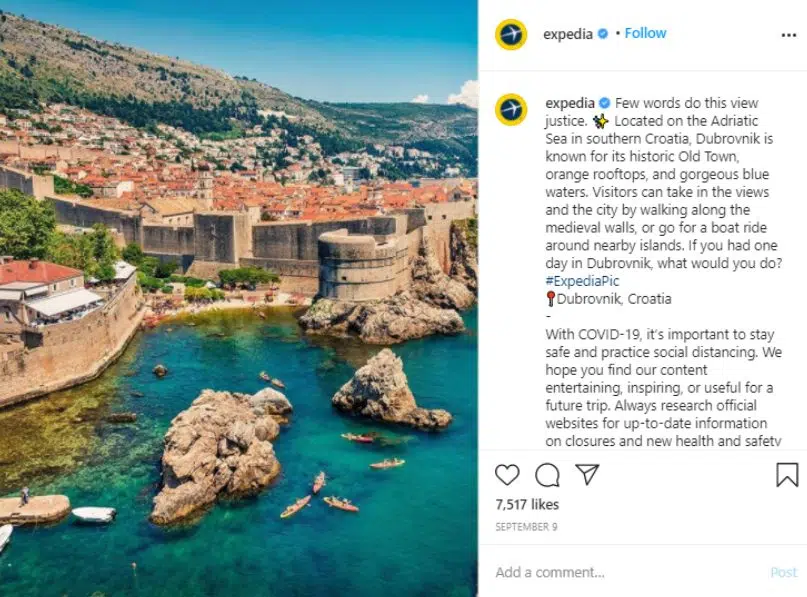 expedia • Follow
expedia Few words do this view
justice. ✨ Located on the Adriatic
Sea in southern Croatia, Dubrovnik is
known for its historic Old Town,
orange rooftops, and gorgeous blue
waters. Visitors can take in the views
and the city by walking along the
medieval walls, or go for a boat ride
around nearby islands. If you had one
day in Dubrovnik, what would you do?
#ExpediaPic
📍Dubrovnik, Croatia
-
With COVID-19, it's important to stay
safe and practice social distancing. We
hope you find our content
entertaining, inspiring, or useful for a
future trip. Always research official
websites for up-to-date information
on closures and new health and safety
7,517 likes
SEPTEMBER 9
Add a comment... Post